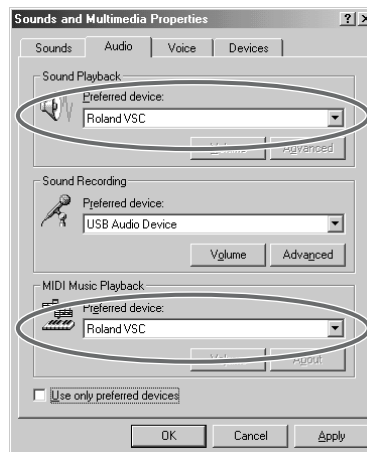 Sounds and Multimedia Properties
Sounds Audio Voice Devices
Sound Playback
Preferred device:
Roland VSC
Volume Advanced
Sound Recording
Preferred device:
USB Audio Device
Volume Advanced
MIDI Music Playback
Preferred device:
Roland VSC
Volume About
Use only preferred devices
OK Cancel Apply